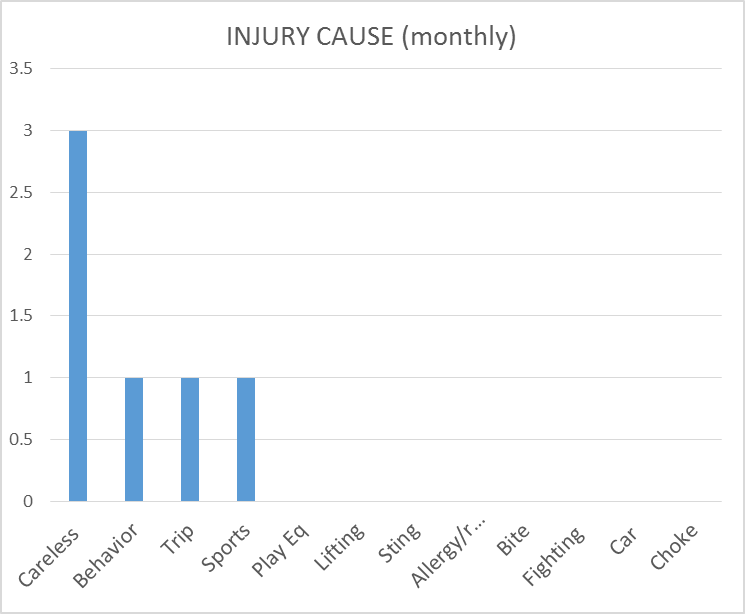 INJURY CAUSE (monthly)
3.5
3
2.5
2
1.5
1
0.5
0
Careless
Behavior
Trip
Sports
Play Eq
Lifting
Sting
Allergy/r...
Bite
Fighting
Car
Choke